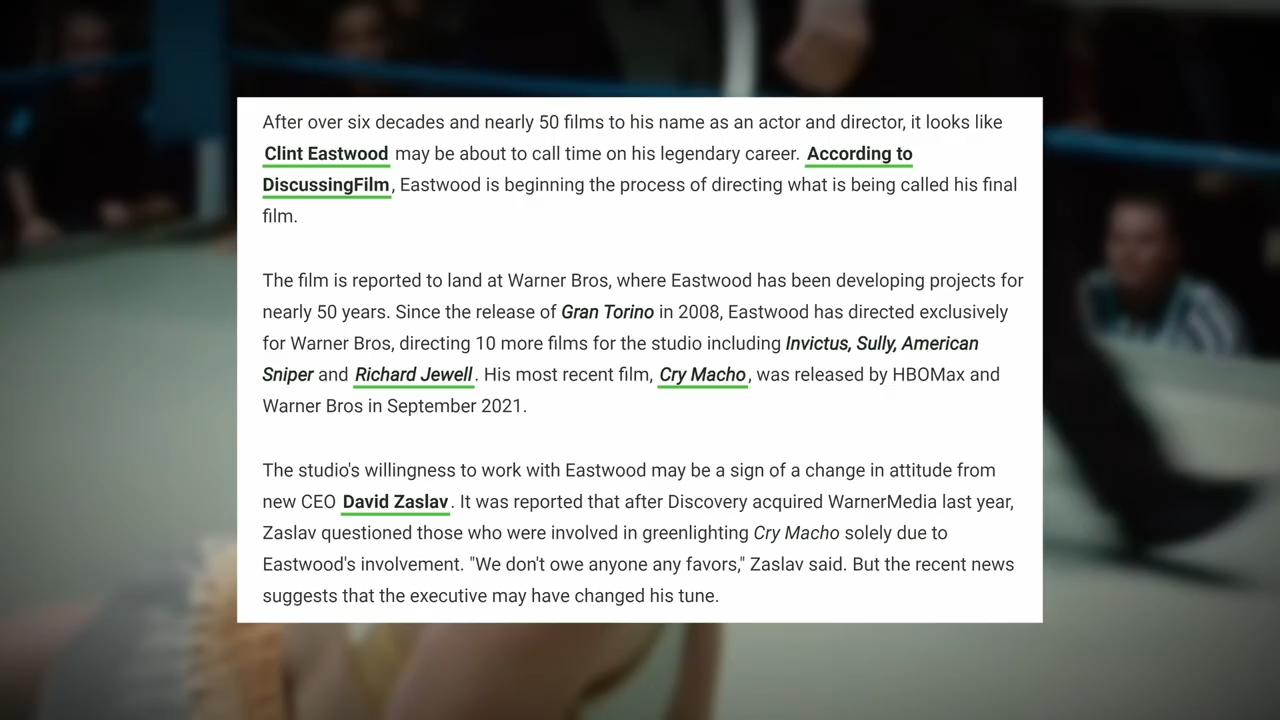 After over six decades and nearly 50 films to his name as an actor and director, it looks like
Clint Eastwood may be about to call time on his legendary career. According to
DiscussingFilm, Eastwood is beginning the process of directing what is being called his final
film.
The film is reported to land at Warner Bros, where Eastwood has been developing projects for
nearly 50 years. Since the release of Gran Torino in 2008, Eastwood has directed exclusively
for Warner Bros, directing 10 more films for the studio including Invictus, Sully, American
Sniper and Richard Jewell. His most recent film, Cry Macho, was released by HBOMax and
Warner Bros in September 2021.
The studio's willingness to work with Eastwood may be a sign of a change in attitude from
new CEO David Zaslav. It was reported that after Discovery acquired WarnerMedia last year,
Zaslav questioned those who were involved in greenlighting Cry Macho solely due to
Eastwood's involvement. "We don't owe anyone any favors," Zaslav said. But the recent news
suggests that the executive may have changed his tune.